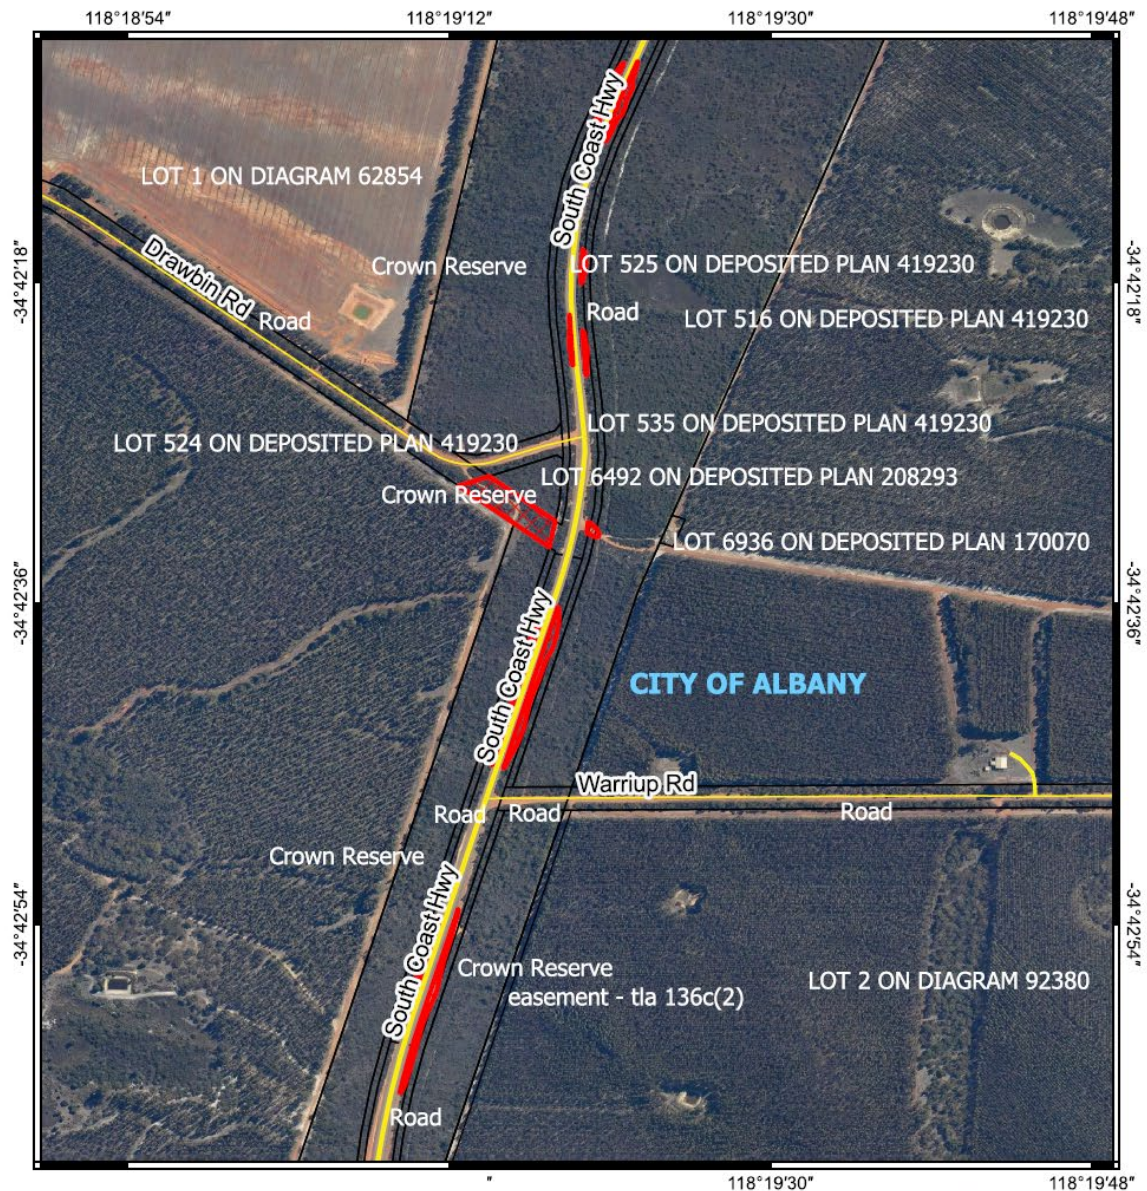 118°18'54"
118°19'12"
118°19'30"
118°19'48"
South Coast Hwy
LOT 1 ON DIAGRAM 62854
-34°42'18"
Drawbin Rd
Road
Crown Reserve
South Coast Hwy
LOT 525 ON DEPOSITED PLAN 419230
Road
LOT 516 ON DEPOSITED PLAN 419230
-34°42'18"
LOT 524 ON DEPOSITED PLAN 419230
LOT 535 ON DEPOSITED PLAN 419230
LOT 6492 ON DEPOSITED PLAN 208293
Crown Reserve
LOT 6936 ON DEPOSITED PLAN 170070
-34°42'36"
-34°42'36"
South Coast Hwy
CITY OF ALBANY
Warriup Rd
Road
Road
Road
Crown Reserve
-34°42'54"
-34°42'54"
South Coast Hwy
Crown Reserve
easement - tla 136c(2)
LOT 2 ON DIAGRAM 92380
Road
"
118°19'30"
118°19'48"